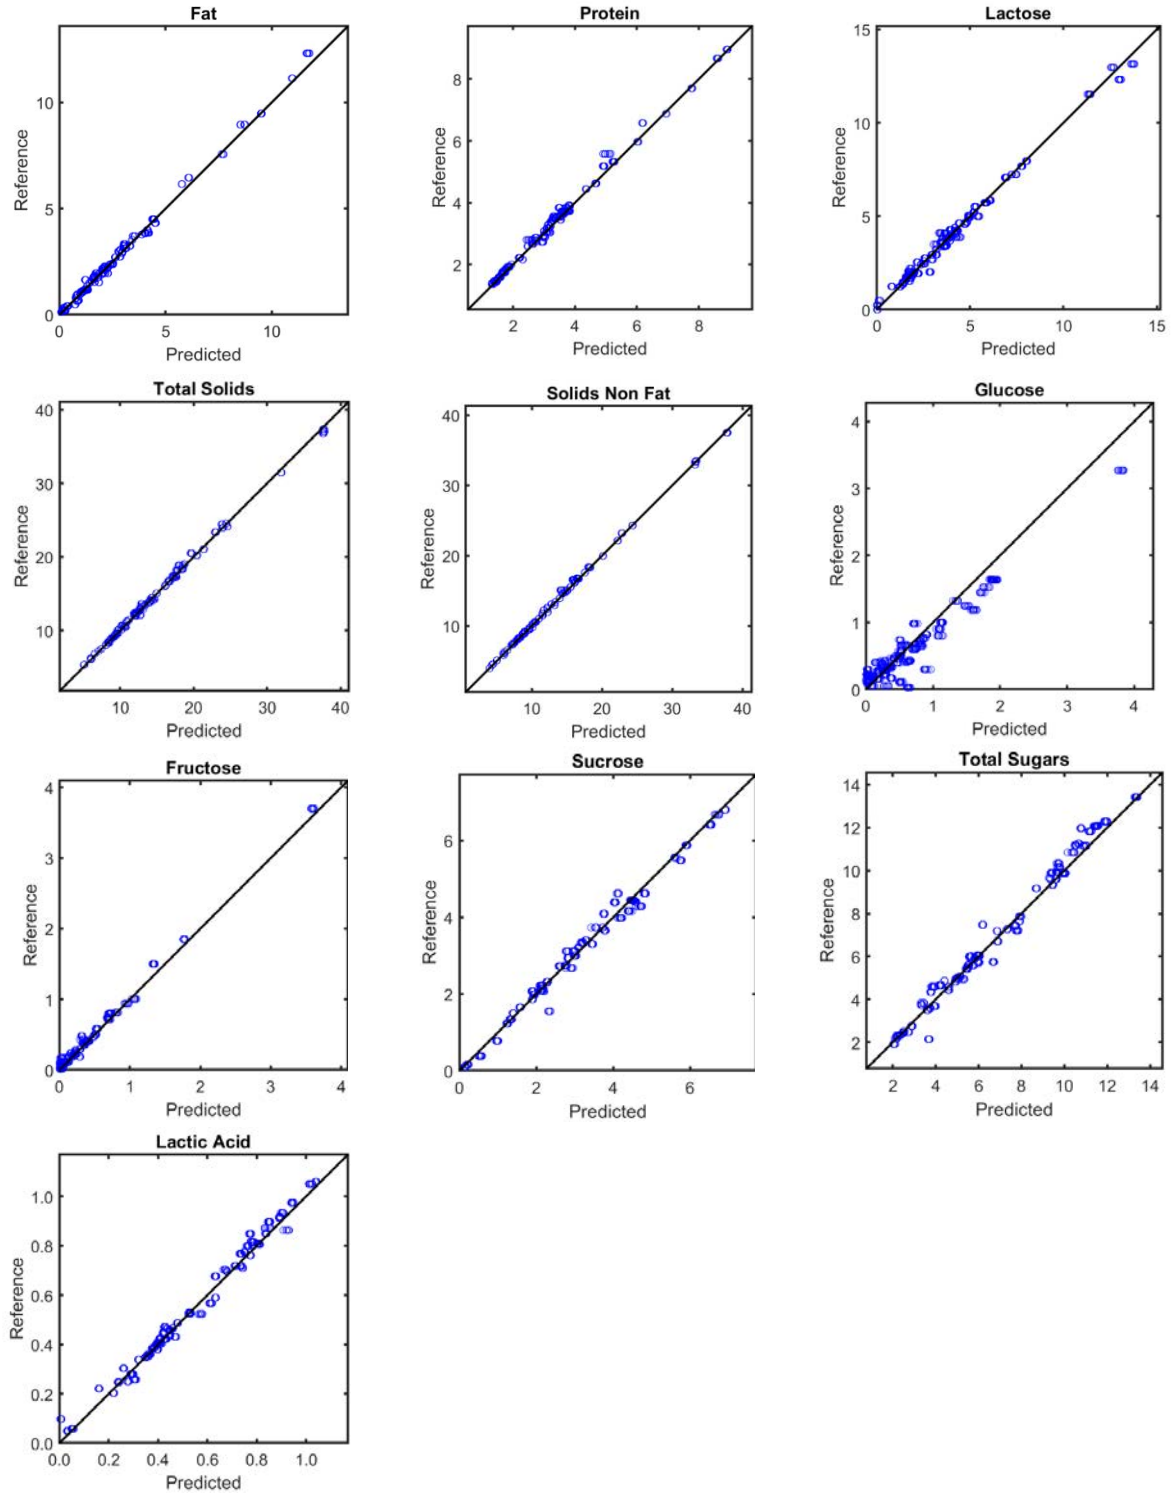 Fat
Reference
10
5
0
0 5 10
Predicted
Protein
Reference
8
6
4
2
2 4 6 8
Predicted
Lactose
Reference
15
10
5
0
0 5 10 15
Predicted
Total Solids
Reference
40
30
20
10
10 20 30 40
Predicted
Solids Non Fat
Reference
40
30
20
10
10 20 30 40
Predicted
Glucose
Reference
4
3
2
1
0
0 1 2 3 4
Predicted
Fructose
Reference
4
3
2
1
0
0 1 2 3 4
Predicted
Sucrose
Reference
6
4
2
0
0 2 4 6
Predicted
Total Sugars
Reference
14
12
10
8
6
4
2
2 4 6 8 10 12 14
Predicted
Lactic Acid
Reference
1.0
0.8
0.6
0.4
0.2
0.0
0.0 0.2 0.4 0.6 0.8 1.0
Predicted